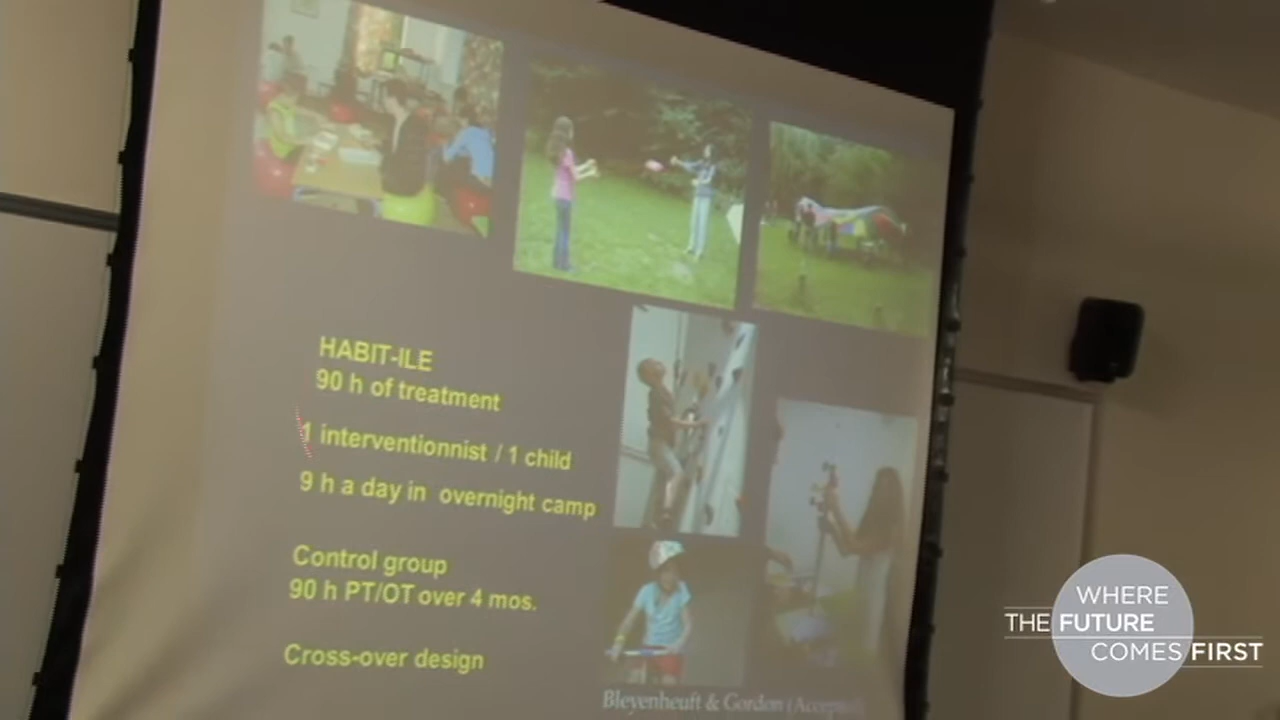 HABIT-ILE
90 h of treatment
1 interventionnist / 1 child
9 h a day in overnight camp
Control group
90 h PT/OT over 4 mos.
Cross-over design
Bleyenheuft & Gordon (Accepted)
WHERE
THE FUTURE
COMES FIRST